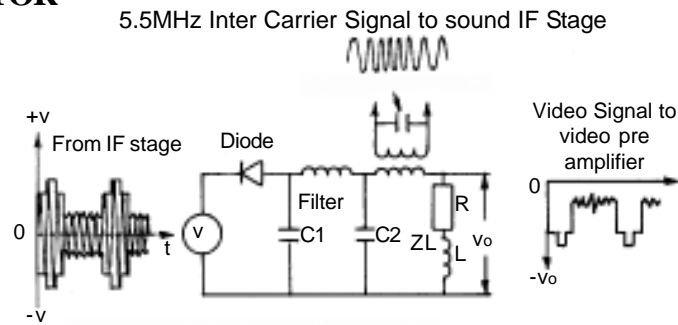 TOR
5.5MHz Inter Carrier Signal to sound IF Stage
+v
From IF stage
Diode
Video Signal to
video pre
amplifier
0
Filter
R
0
t
v
C1
C2
ZL
L
vo
-vo
-v